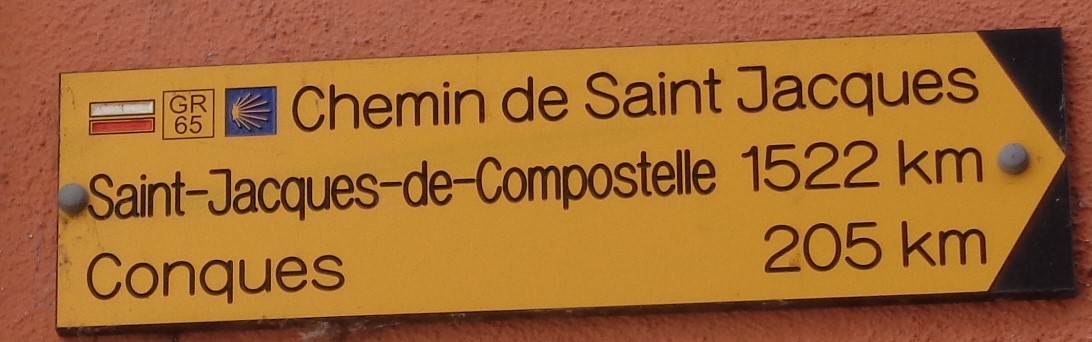 GR 65 Chemin de Saint Jacques
Saint-Jacques-de-Compostelle 1522 km
Conques 205 km